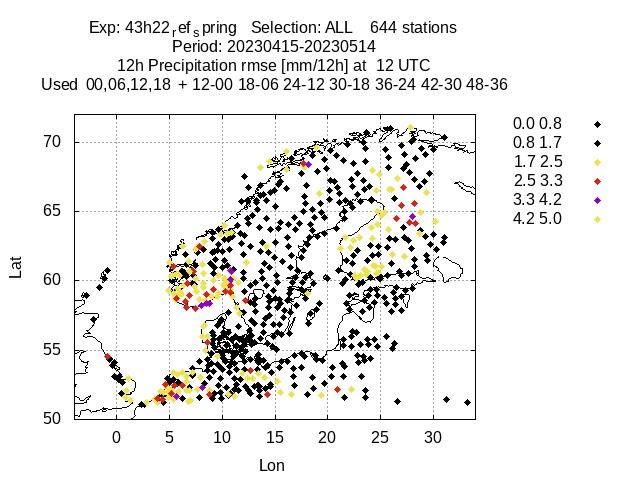 Exp: 43h22refspring Selection: ALL 644 stations
Period: 20230415-20230514
12h Precipitation rmse [mm/12h] at 12 UTC
Used 00,06,12,18 + 12-00 18-06 24-12 30-18 36-24 42-30 48-36
0.0 0.8
0.8 1.7
1.7 2.5
2.5 3.3
3.3 4.2
4.2 5.0
70
65
60
55
50
Lat
0 5 10 15 20 25 30
Lon